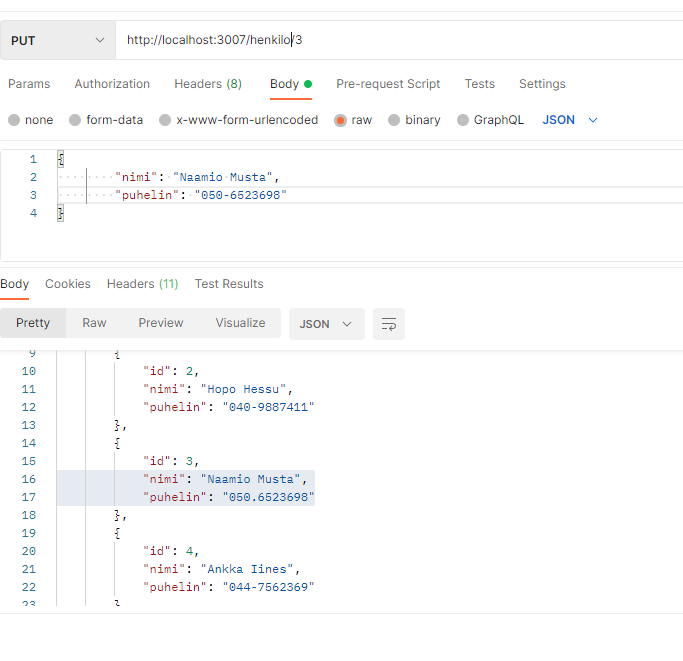 PUT http://localhost:3007/henkilo/3
Params Authorization Headers (8) Body Pre-request Script Tests Settings
none form-data x-www-form-urlencoded raw binary GraphQL JSON
1 {
2 "nimi": "Naamio Musta",
3 "puhelin": "050-6523698"
4 }
Body Cookies Headers (11) Test Results
Pretty Raw Preview Visualize JSON
9 {
10 "id": 2,
11 "nimi": "Hopo Hessu",
12 "puhelin": "040-9887411"
13 },
14 {
15 "id": 3,
16 "nimi": "Naamio Musta",
17 "puhelin": "050.6523698"
18 },
19 {
20 "id": 4,
21 "nimi": "Ankka Iines",
22 "puhelin": "044-7562369"
23 }